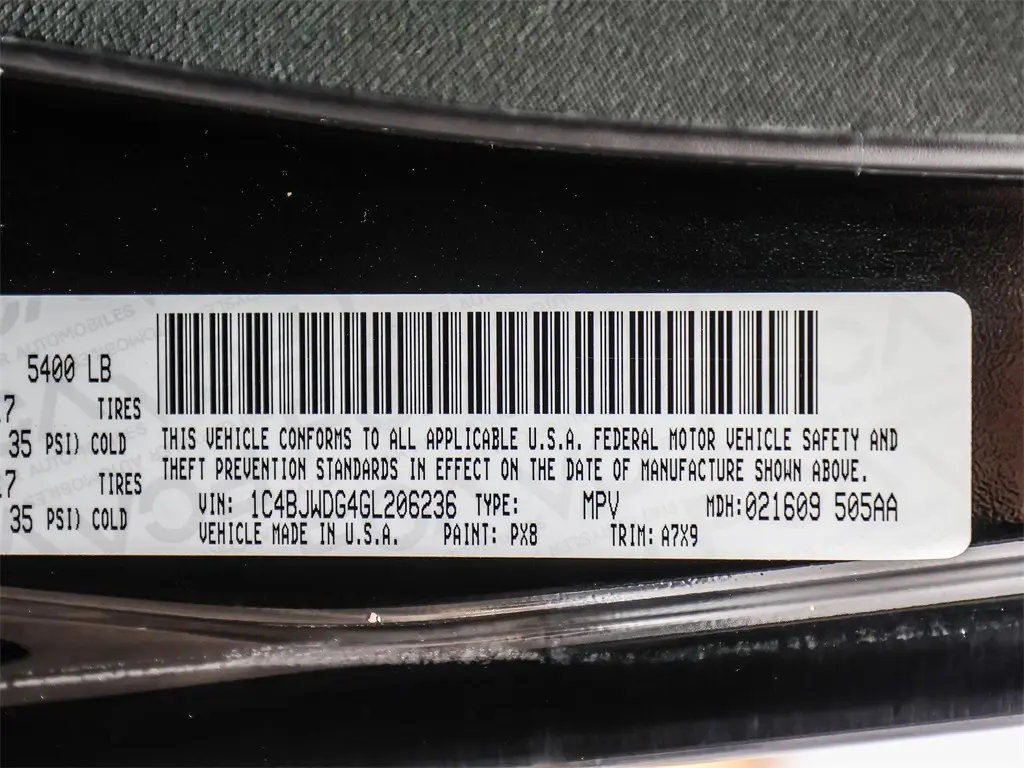 5400 LB
TIRES
35 PSI) COLD
THIS VEHICLE CONFORMS TO ALL APPLICABLE U.S.A. FEDERAL MOTOR VEHICLE SAFETY AND
THEFT PREVENTION STANDARDS IN EFFECT ON THE DATE OF MANUFACTURE SHOWN ABOVE.
TIRES
35 PSI) COLD
VIN: 1C4BJWDG4GL206236 TYPE: MPV MDH:021609 505AA
VEHICLE MADE IN U.S.A. PAINT: PX8 TRIM: A7X9